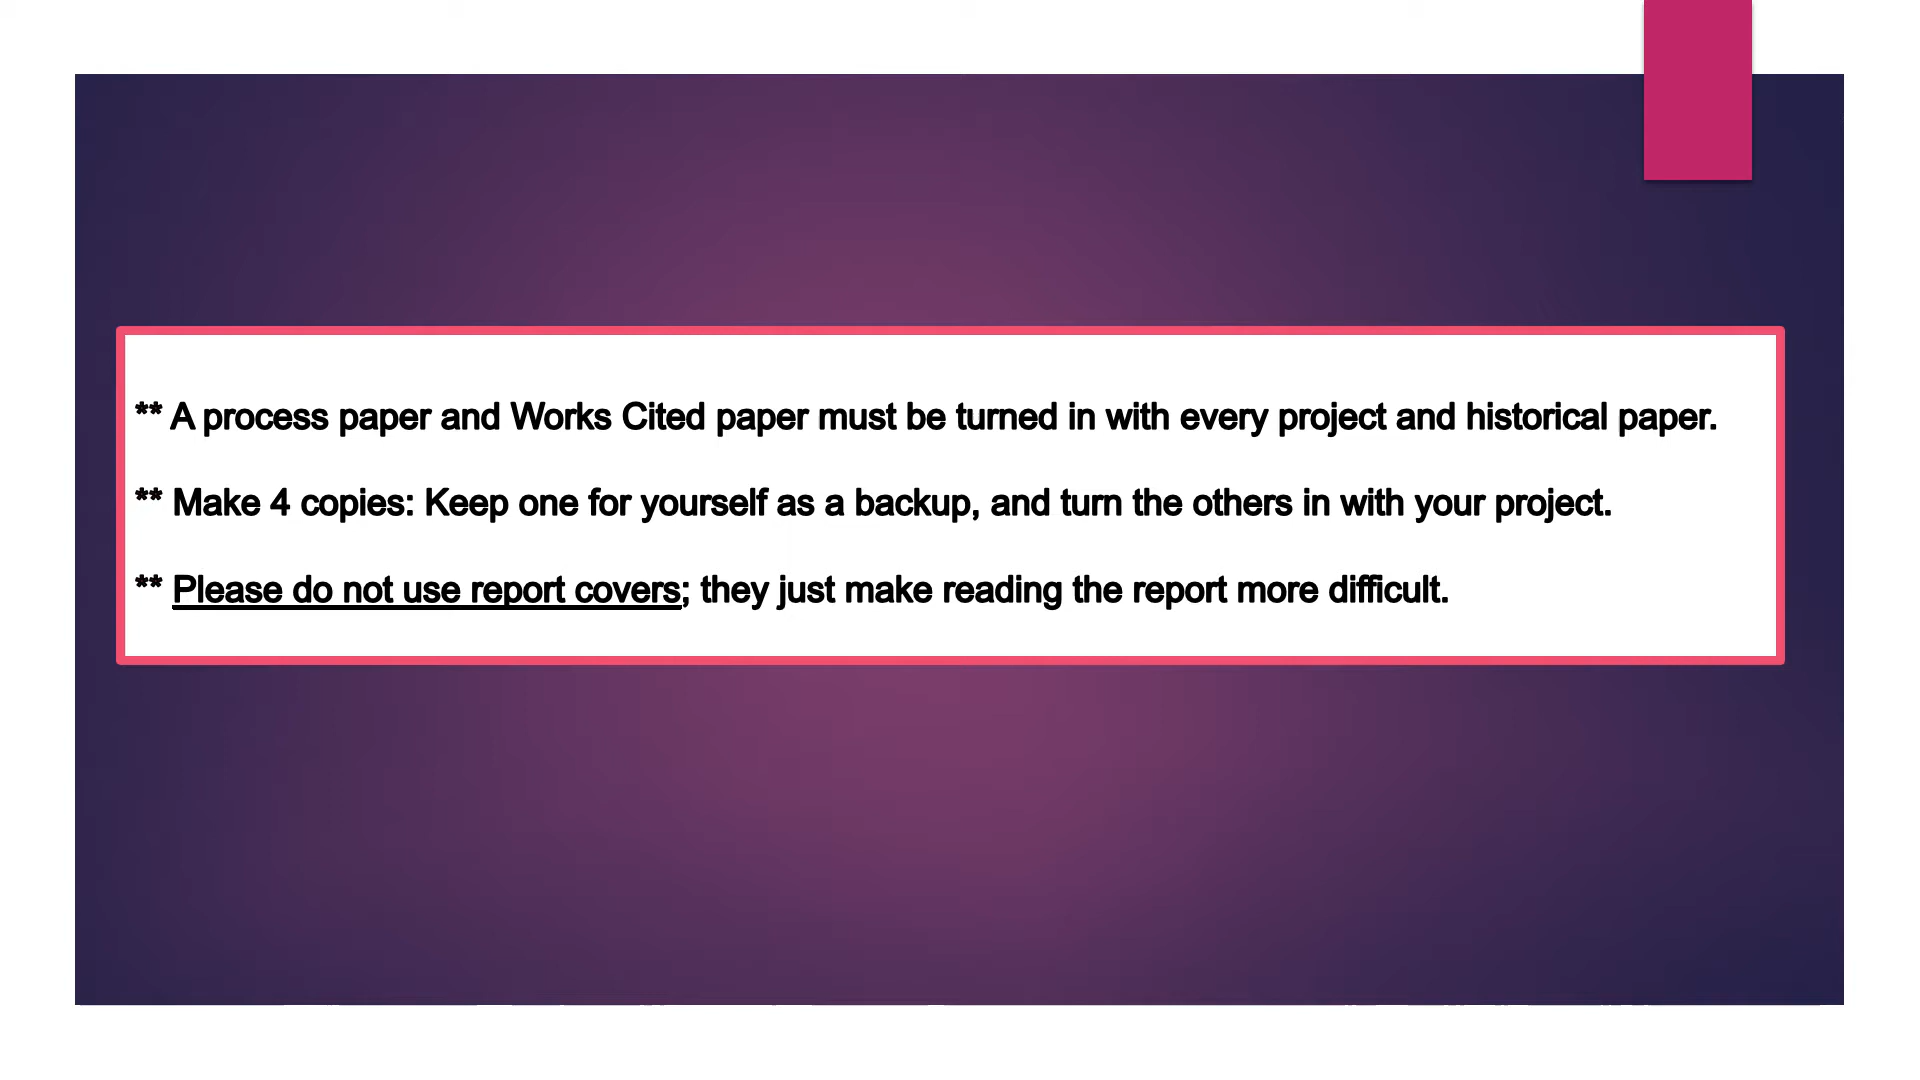 ** A process paper and Works Cited paper must be turned in with every project and historical paper.
** Make 4 copies: Keep one for yourself as a backup, and turn the others in with your project.
** Please do not use report covers; they just make reading the report more difficult.